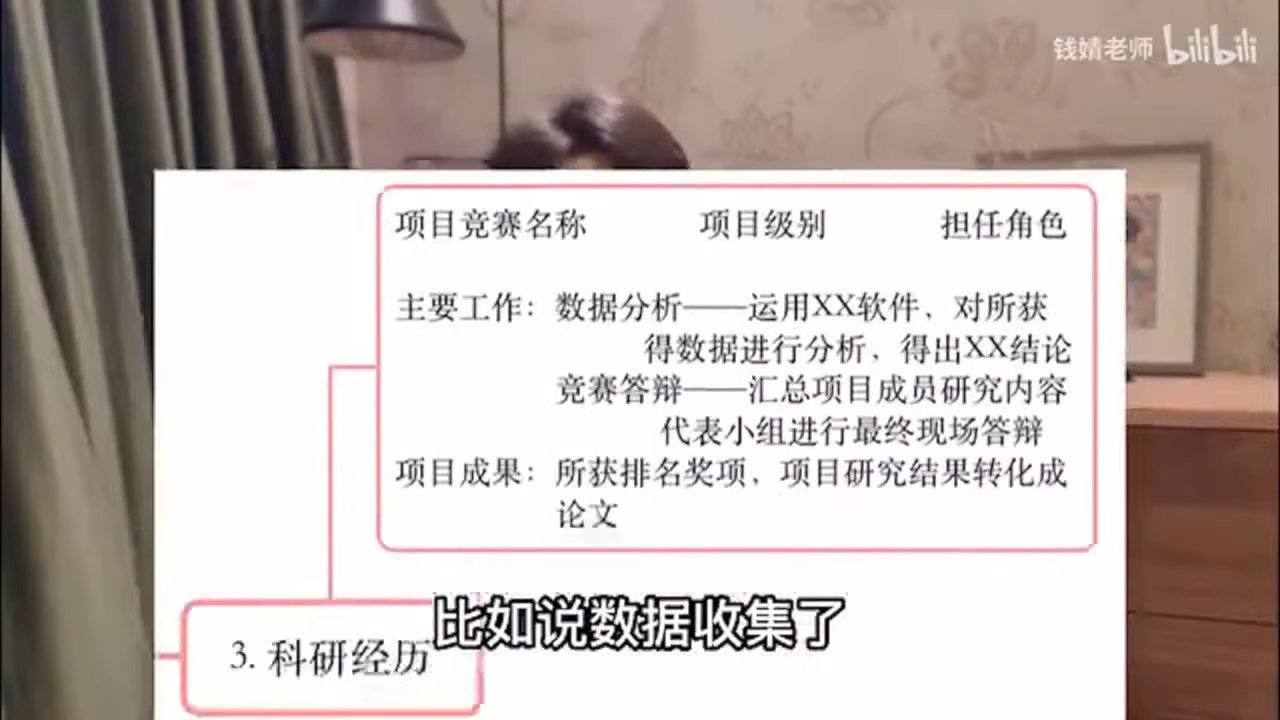 钱婧老师 bilibili
项目竞赛名称 项目级别 担任角色
主要工作：数据分析——运用XX软件，对所获
得数据进行分析，得出XX结论
竞赛答辩——汇总项目成员研究内容
代表小组进行最终现场答辩
项目成果：所获排名奖项，项目研究结果转化成
论文
比如说数据收集了
3. 科研经历